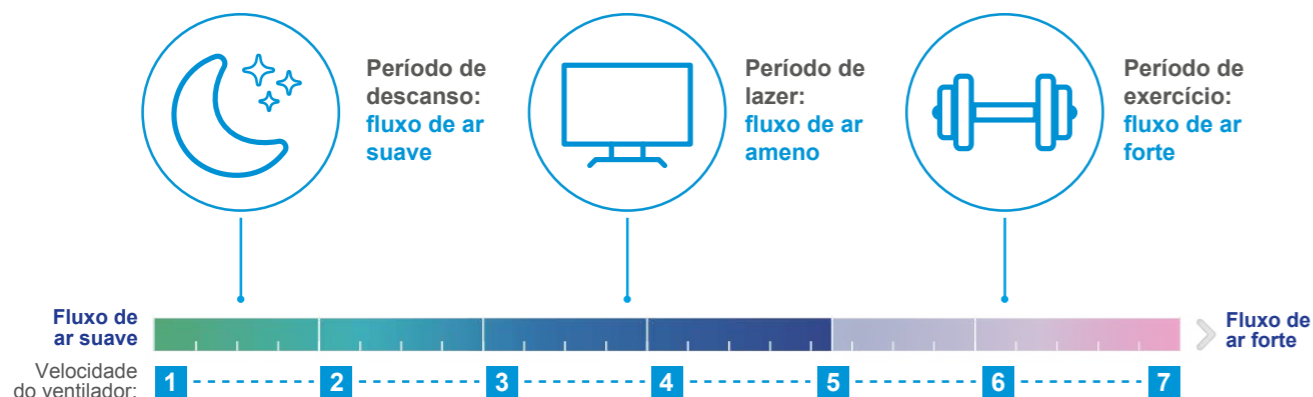 Período de
descanso:
fluxo de ar
suave
Período de
lazer:
fluxo de ar
ameno
Período de
exercício:
fluxo de ar
forte
Fluxo de
ar suave
Fluxo de
ar forte
Velocidade
do ventilador:
1 2 3 4 5 6 7